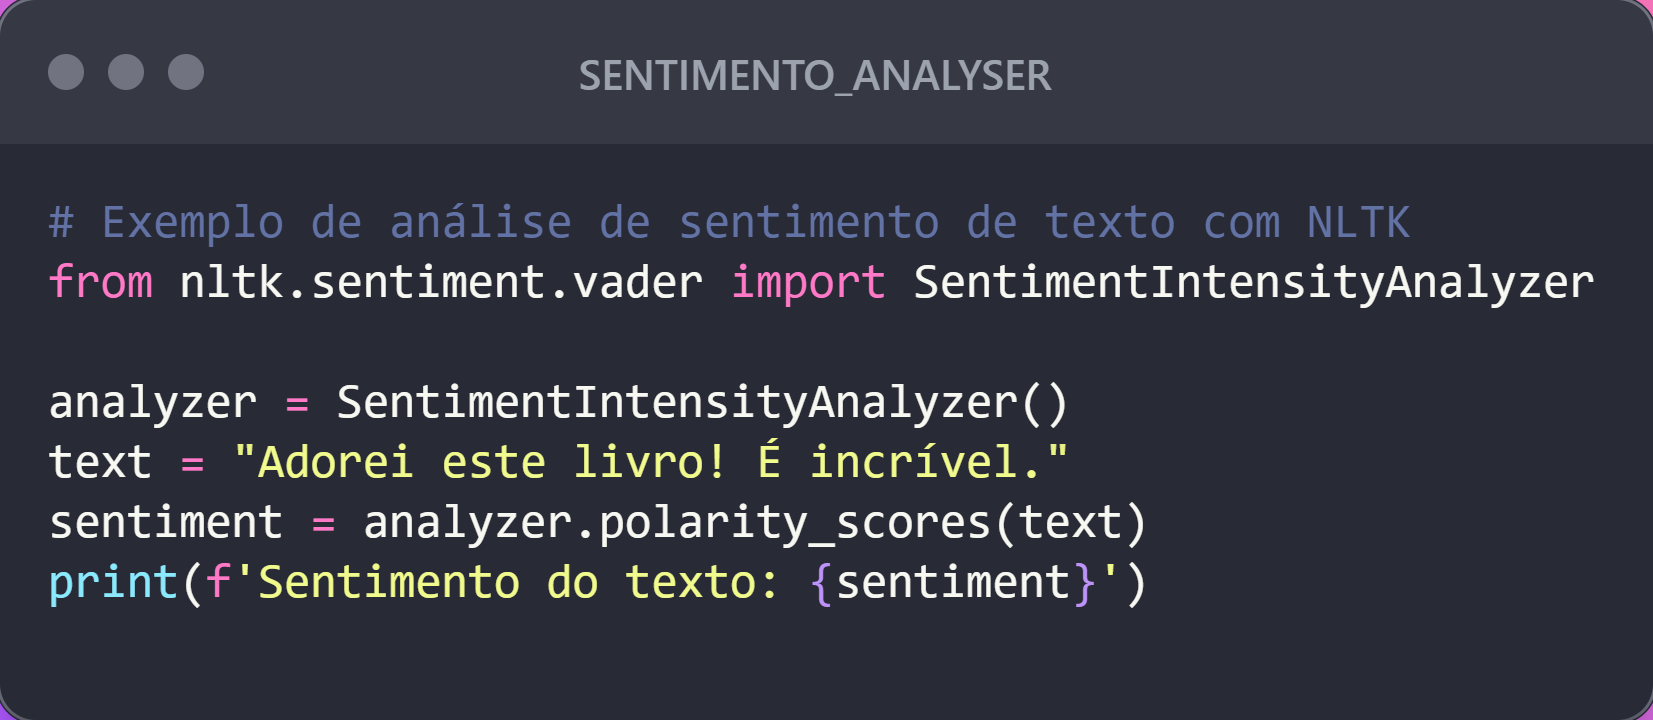 SENTIMENTO_ANALYSER
# Exemplo de análise de sentimento de texto com NLTK
from nltk.sentiment.vader import SentimentIntensityAnalyzer
analyzer = SentimentIntensityAnalyzer()
text = "Adorei este livro! É incrível."
sentiment = analyzer.polarity_scores(text)
print(f'Sentimento do texto: {sentiment}')